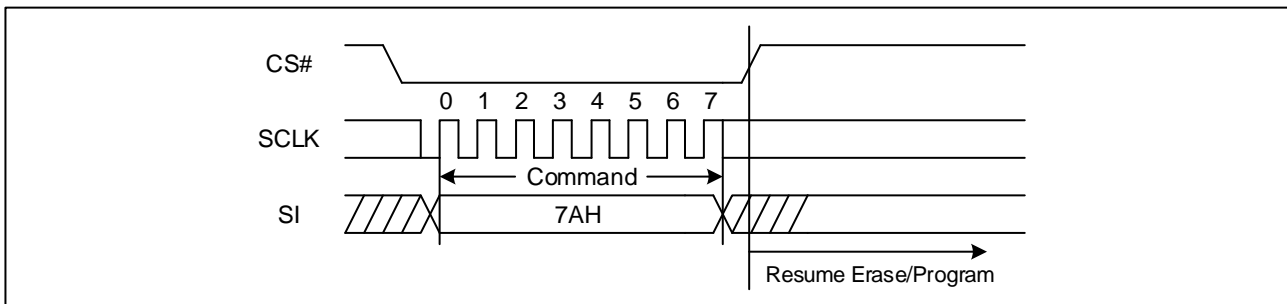 CS#
0 1 2 3 4 5 6 7
SCLK
Command
SI
7AH
Resume Erase/Program